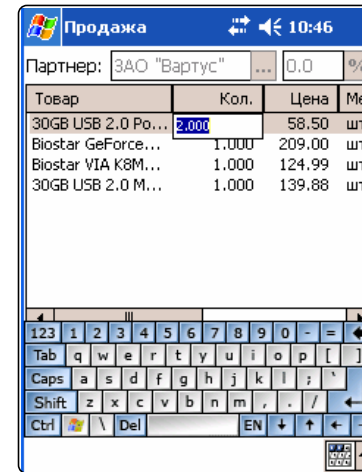 Продажа 10:46
Партнер: ЗАО "Вартус" ... 0.0 %
Товар Кол. Цена
30GB USB 2.0 Po... 2.000 58.50 шт
Biostar GeForce... 1.000 209.00 шт
Biostar VIA K8M... 1.000 124.99 шт
30GB USB 2.0 M... 1.000 139.88 шт
123 1 2 3 4 5 6 7 8 9 0 - =
Tab q w e r t y u i o p [ ]
Caps a s d f g h j k l ; '
Shift z x c v b n m , . /
Ctrl \ Del EN